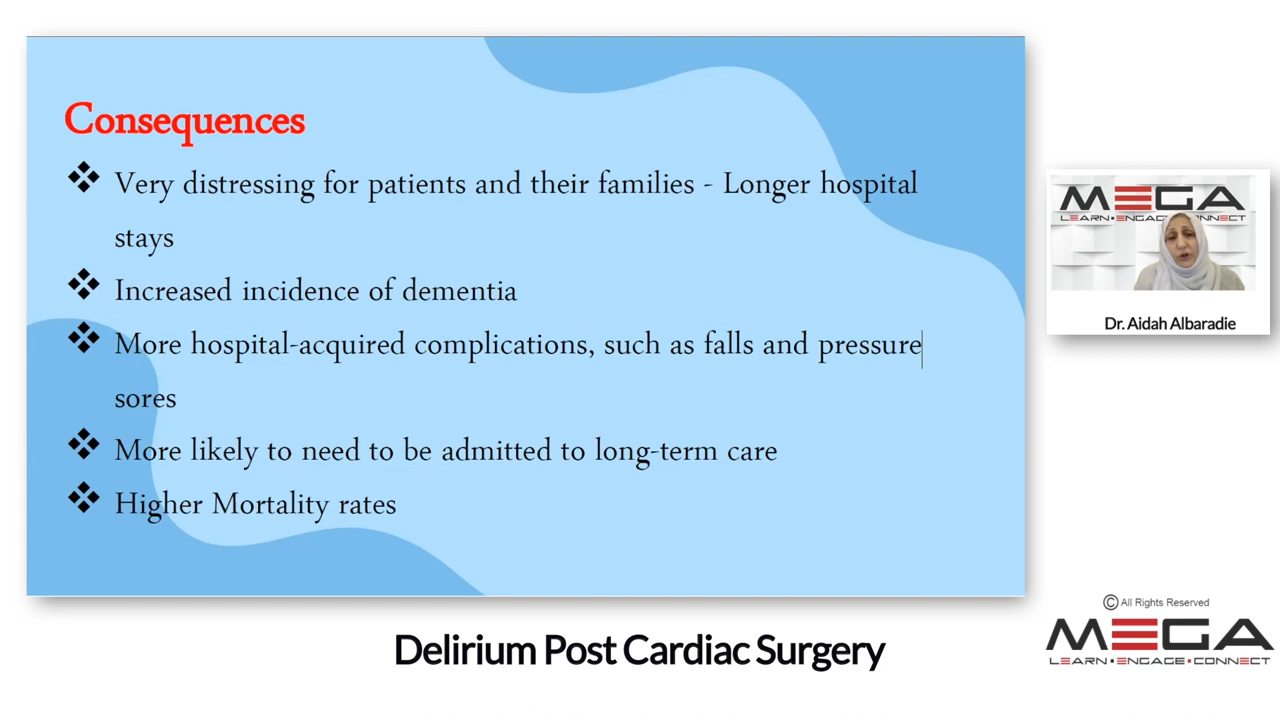 Consequences
❖ Very distressing for patients and their families - Longer hospital
stays
❖ Increased incidence of dementia
❖ More hospital-acquired complications, such as falls and pressure
sores
❖ More likely to need to be admitted to long-term care
❖ Higher Mortality rates
MEGA
LEARN•ENGAGE•CONNECT
Dr. Aidah Albaradie
© All Rights Reserved
MEGA
LEARN•ENGAGE•CONNECT
Delirium Post Cardiac Surgery